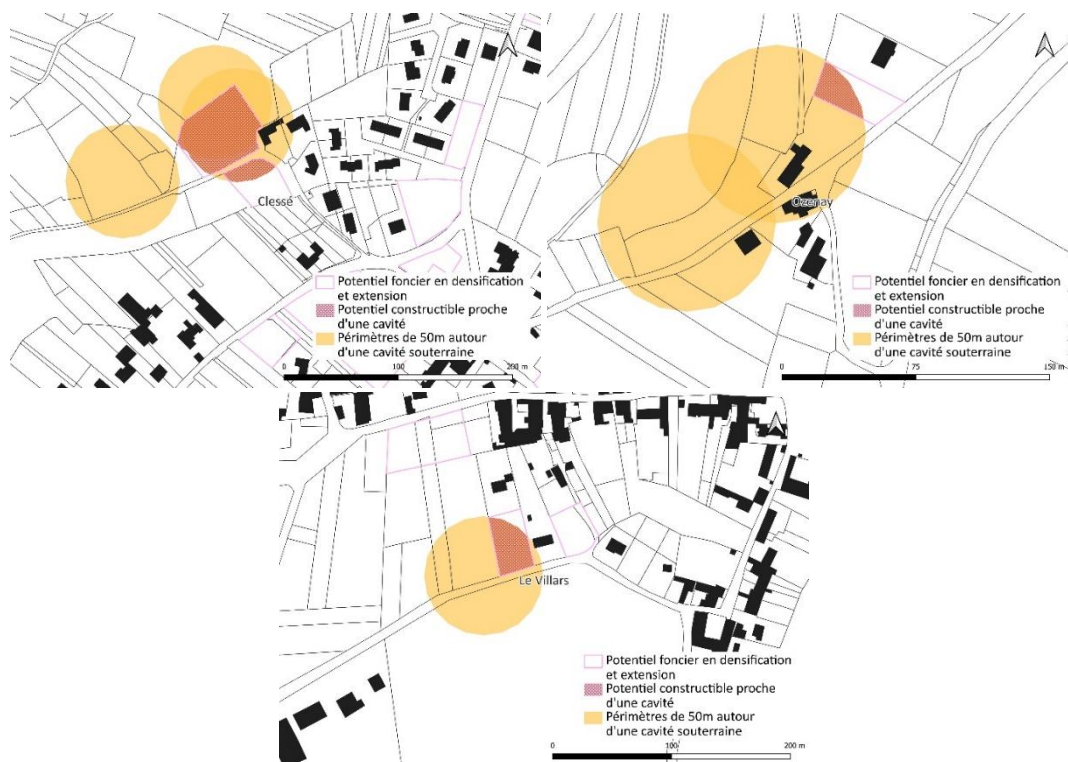 Clessé
Potentiel foncier en densification
et extension
Potentiel constructible proche
d'une cavité
Périmètres de 50m autour
d'une cavité souterraine
0 100 200 m
Ozenay
Potentiel foncier en densification
et extension
Potentiel constructible proche
d'une cavité
Périmètres de 50m autour
d'une cavité souterraine
0 75 150 m
Le Villars
Potentiel foncier en densification
et extension
Potentiel constructible proche
d'une cavité
Périmètres de 50m autour
d'une cavité souterraine
0 100 200 m